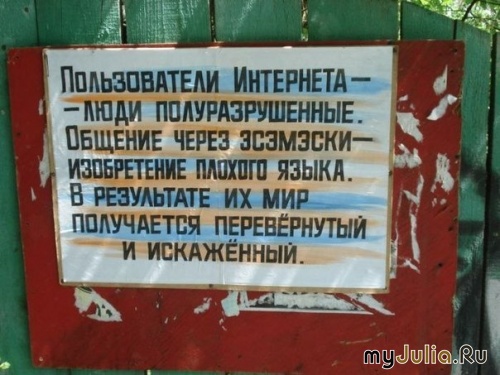 Пользователи Интернета —
– люди полуразрушенные.
Общение через эсэмэски —
изобретение плохого языка.
В результате их мир
получается перевёрнутый
и искажённый.
myJulia.Ru